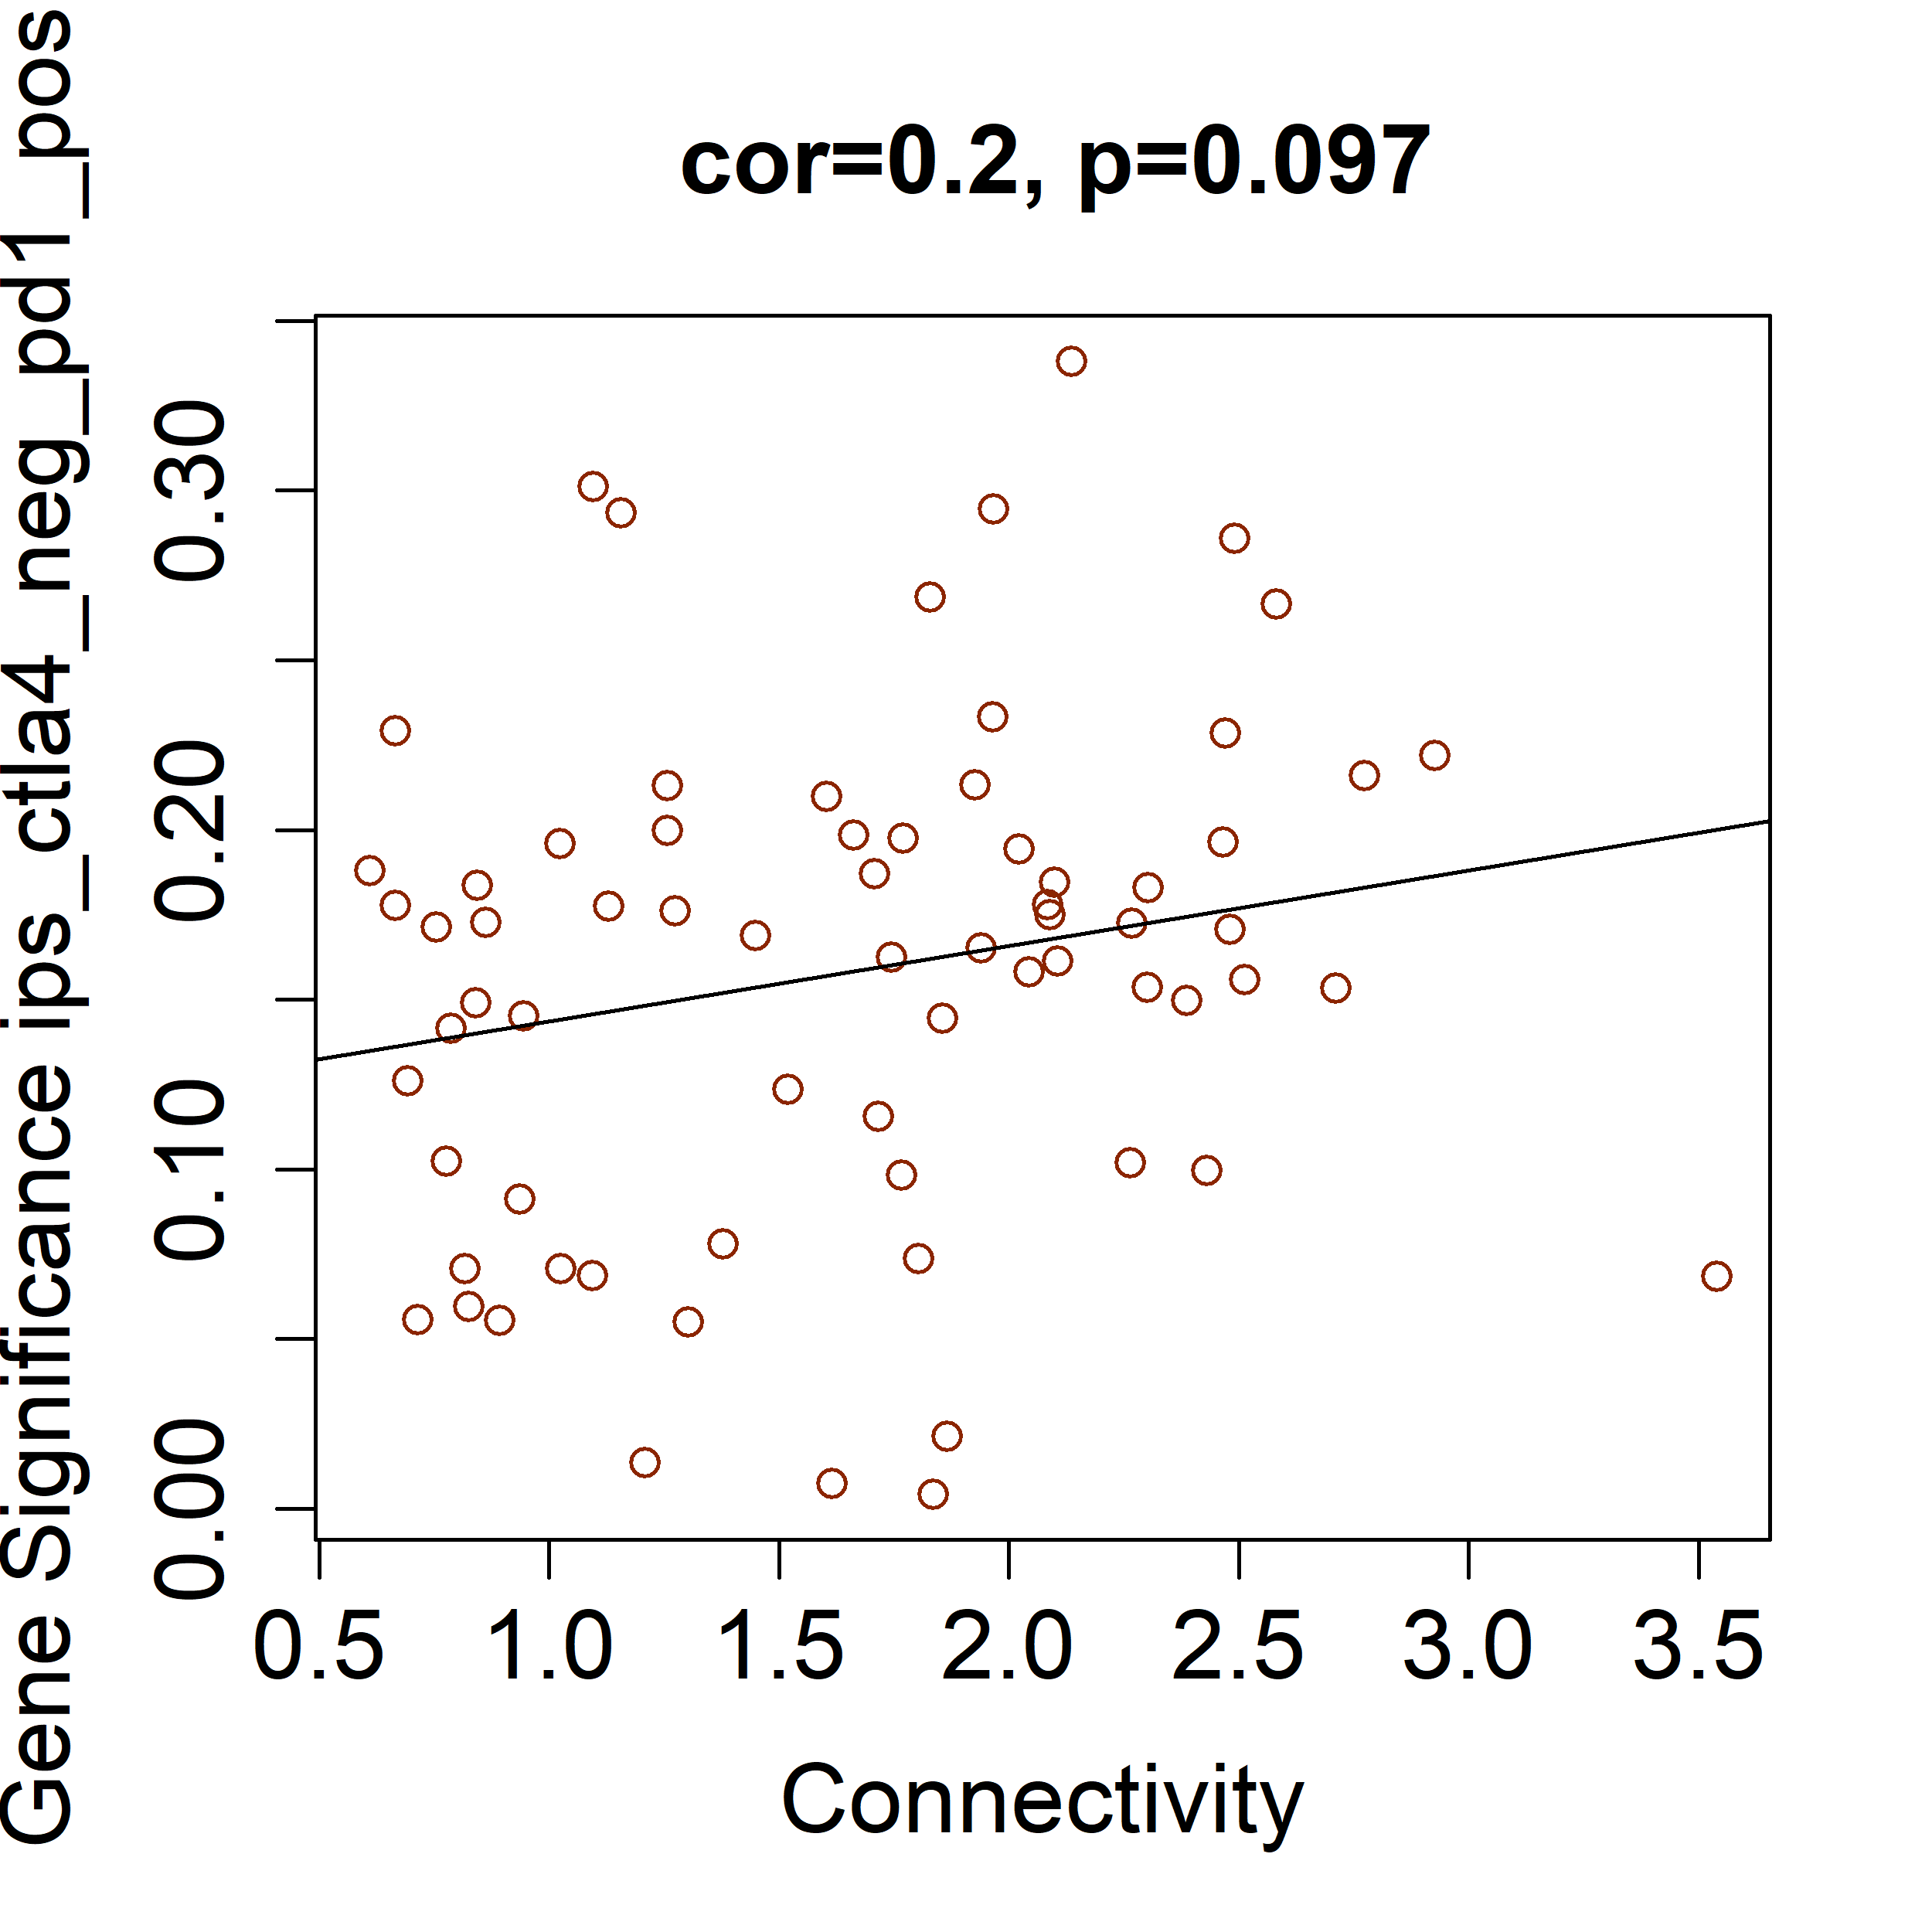 cor=0.2, p=0.097
Gene Significance ips_ctla4_neg_pd1_pos
0.30
0.20
0.10
0.00
0.5 1.0 1.5 2.0 2.5 3.0 3.5
Connectivity